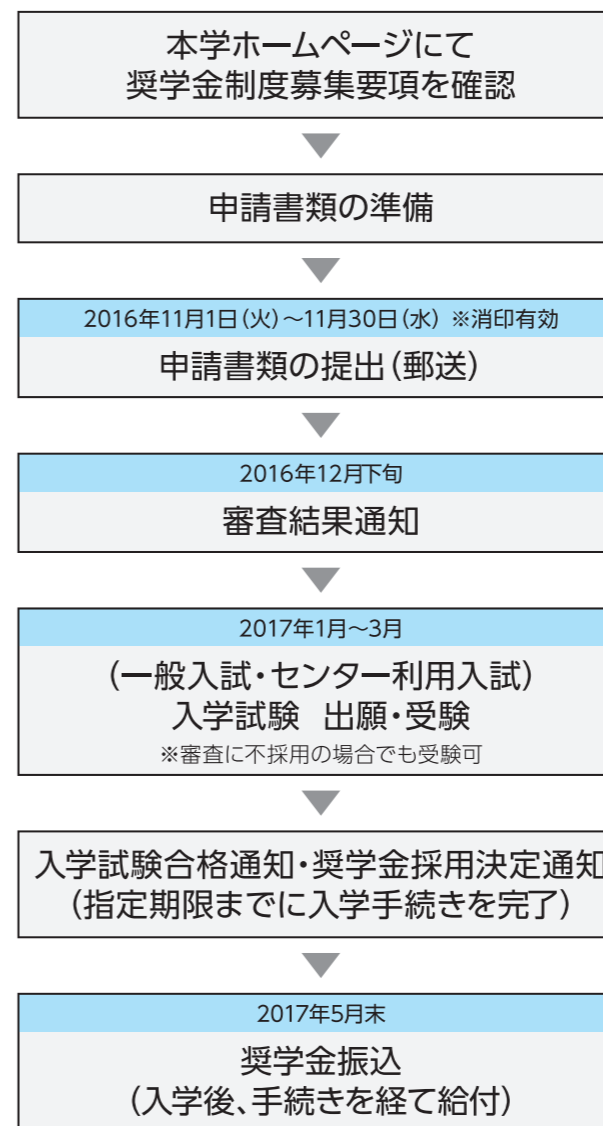 本学ホームページにて
奨学金制度募集要項を確認
申請書類の準備
2016年11月1日（火）～11月30日（水） ※消印有効
申請書類の提出（郵送）
2016年12月下旬
審査結果通知
2017年1月～3月
（一般入試・センター利用入試）
入学試験 出願・受験
※審査に不採用の場合でも受験可
入学試験合格通知・奨学金採用決定通知
（指定期限までに入学手続きを完了）
2017年5月末
奨学金振込
（入学後、手続きを経て給付）